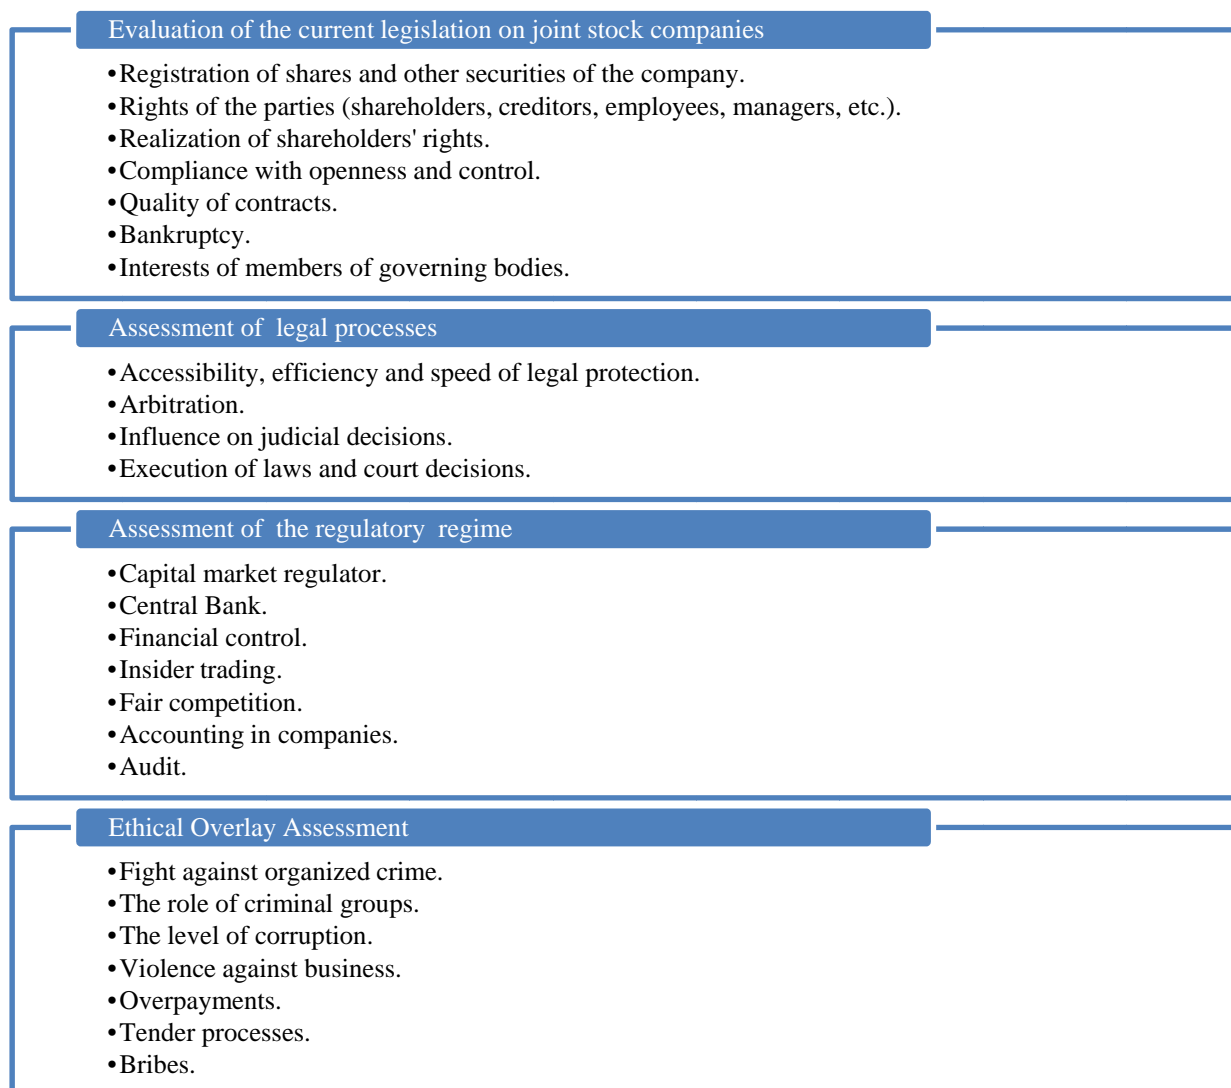 Evaluation of the current legislation on joint stock companies
•Registration of shares and other securities of the company.
•Rights of the parties (shareholders, creditors, employees, managers, etc.).
•Realization of shareholders' rights.
•Compliance with openness and control.
•Quality of contracts.
•Bankruptcy.
•Interests of members of governing bodies.
Assessment of legal processes
•Accessibility, efficiency and speed of legal protection.
•Arbitration.
•Influence on judicial decisions.
•Execution of laws and court decisions.
Assessment of the regulatory regime
•Capital market regulator.
•Central Bank.
•Financial control.
•Insider trading.
•Fair competition.
•Accounting in companies.
•Audit.
Ethical Overlay Assessment
•Fight against organized crime.
•The role of criminal groups.
•The level of corruption.
•Violence against business.
•Overpayments.
•Tender processes.
•Bribes.